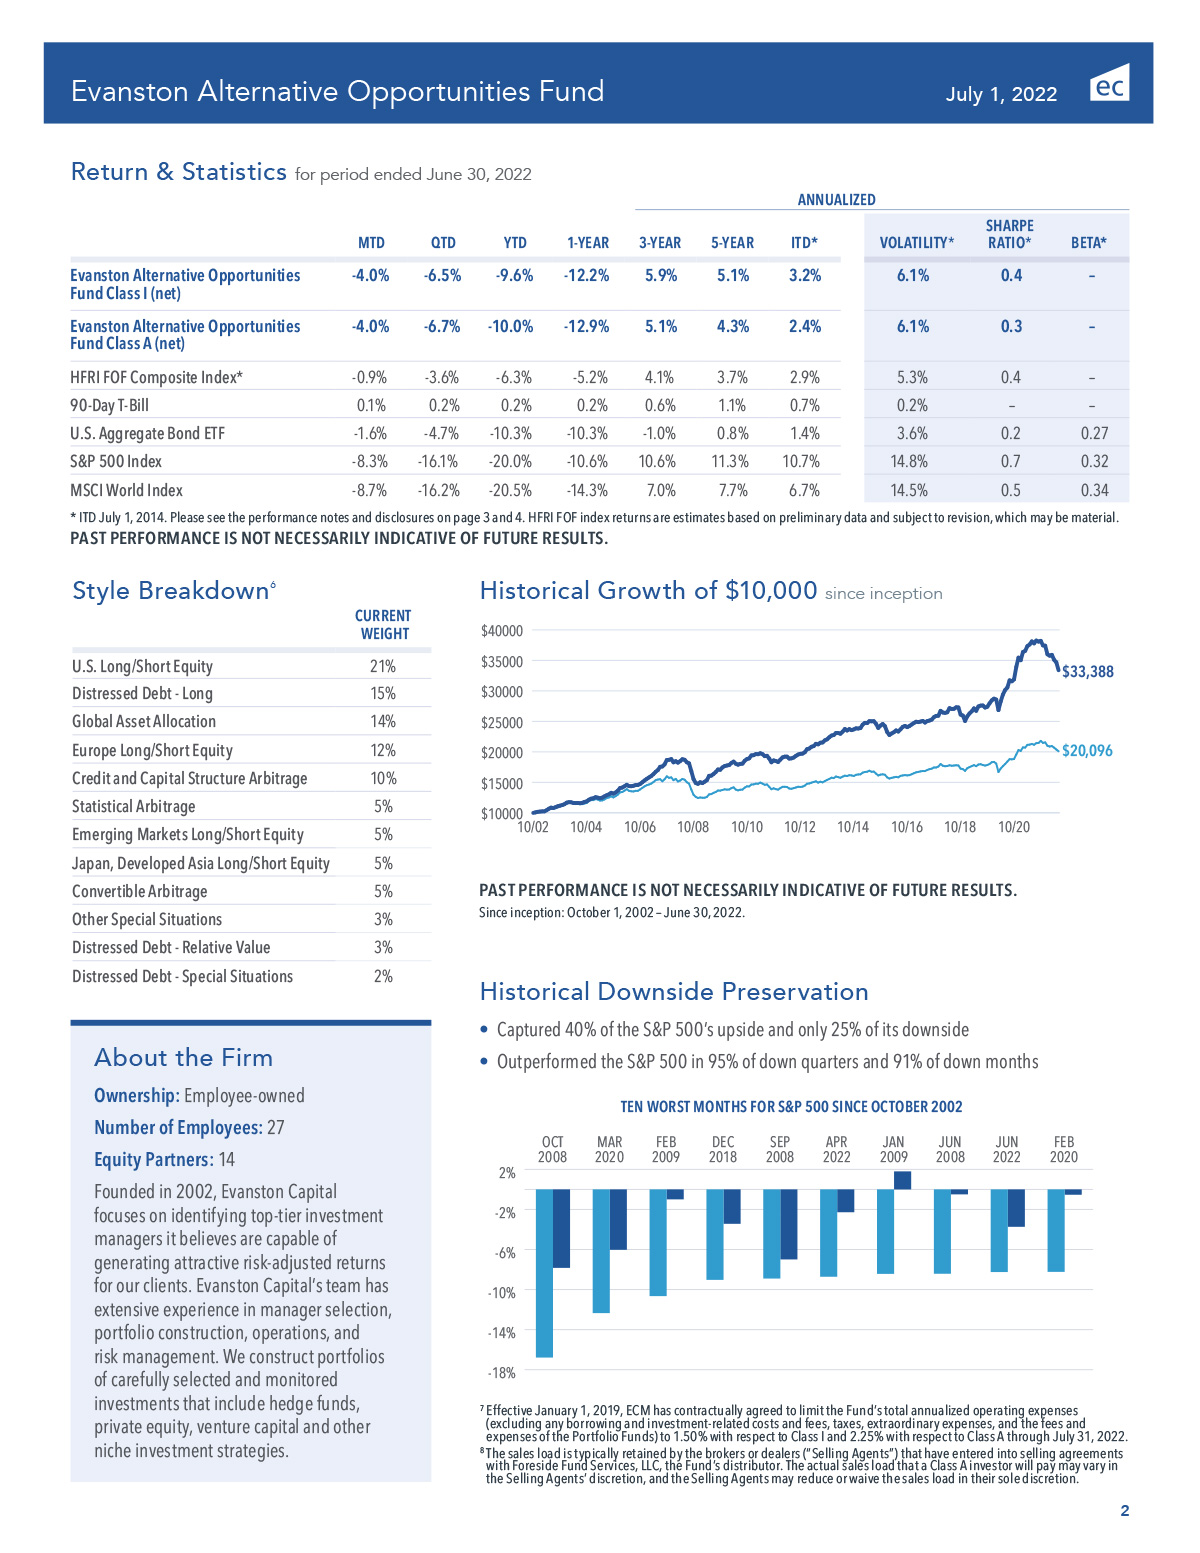 Evanston Alternative Opportunities Fund
July 1, 2022
ec
Return & Statistics for period ended June 30, 2022
ANNUALIZED
MTD QTD YTD 1-YEAR 3-YEAR 5-YEAR ITD* VOLATILITY* SHARPE RATIO* BETA*
Evanston Alternative Opportunities
Fund Class I (net) -4.0% -6.5% -9.6% -12.2% 5.9% 5.1% 3.2% 6.1% 0.4 –
Evanston Alternative Opportunities
Fund Class A (net) -4.0% -6.7% -10.0% -12.9% 5.1% 4.3% 2.4% 6.1% 0.3 –
HFRI FOF Composite Index* -0.9% -3.6% -6.3% -5.2% 4.1% 3.7% 2.9% 5.3% 0.4 –
90-Day T-Bill 0.1% 0.2% 0.2% 0.2% 0.6% 1.1% 0.7% 0.2% – –
U.S. Aggregate Bond ETF -1.6% -4.7% -10.3% -10.3% -1.0% 0.8% 1.4% 3.6% 0.2 0.27
S&P 500 Index -8.3% -16.1% -20.0% -10.6% 10.6% 11.3% 10.7% 14.8% 0.7 0.32
MSCI World Index -8.7% -16.2% -20.5% -14.3% 7.0% 7.7% 6.7% 14.5% 0.5 0.34
* ITD July 1, 2014. Please see the performance notes and disclosures on page 3 and 4. HFRI FOF index returns are estimates based on preliminary data and subject to revision, which may be material.
PAST PERFORMANCE IS NOT NECESSARILY INDICATIVE OF FUTURE RESULTS.
Style Breakdown6
CURRENT
WEIGHT
U.S. Long/Short Equity 21%
Distressed Debt - Long 15%
Global Asset Allocation 14%
Europe Long/Short Equity 12%
Credit and Capital Structure Arbitrage 10%
Statistical Arbitrage 5%
Emerging Markets Long/Short Equity 5%
Japan, Developed Asia Long/Short Equity 5%
Convertible Arbitrage 5%
Other Special Situations 3%
Distressed Debt - Relative Value 3%
Distressed Debt - Special Situations 2%
About the Firm
Ownership: Employee-owned
Number of Employees: 27
Equity Partners: 14
Founded in 2002, Evanston Capital
focuses on identifying top-tier investment
managers it believes are capable of
generating attractive risk-adjusted returns
for our clients. Evanston Capital's team has
extensive experience in manager selection,
portfolio construction, operations, and
risk management. We construct portfolios
of carefully selected and monitored
investments that include hedge funds,
private equity, venture capital and other
niche investment strategies.
Historical Growth of $10,000 since inception
$40000
$35000
$30000
$25000
$20000
$15000
$10000
$33,388
$20,096
10/02 10/04 10/06 10/08 10/10 10/12 10/14 10/16 10/18 10/20
PAST PERFORMANCE IS NOT NECESSARILY INDICATIVE OF FUTURE RESULTS.
Since inception: October 1, 2002 – June 30, 2022.
Historical Downside Preservation
• Captured 40% of the S&P 500's upside and only 25% of its downside
• Outperformed the S&P 500 in 95% of down quarters and 91% of down months
TEN WORST MONTHS FOR S&P 500 SINCE OCTOBER 2002
OCT MAR FEB DEC SEP APR JAN JUN JUN FEB
2008 2020 2009 2018 2008 2022 2009 2008 2022 2020
2%
-2%
-6%
-10%
-14%
-18%
7 Effective January 1, 2019, ECM has contractually agreed to limit the Fund's total annualized operating expenses
(excluding any borrowing and investment-related costs and fees, taxes, extraordinary expenses, and the fees and
expenses of the Portfolio Funds) to 1.50% with respect to Class I and 2.25% with respect to Class A through July 31, 2022.
8 The sales load is typically retained by the brokers or dealers ("Selling Agents") that have entered into selling agreements
with Foreside Fund Services, LLC, the Fund's distributor. The actual sales load that a Class A investor will pay may vary in
the Selling Agents' discretion, and the Selling Agents may reduce or waive the sales load in their sole discretion.
2